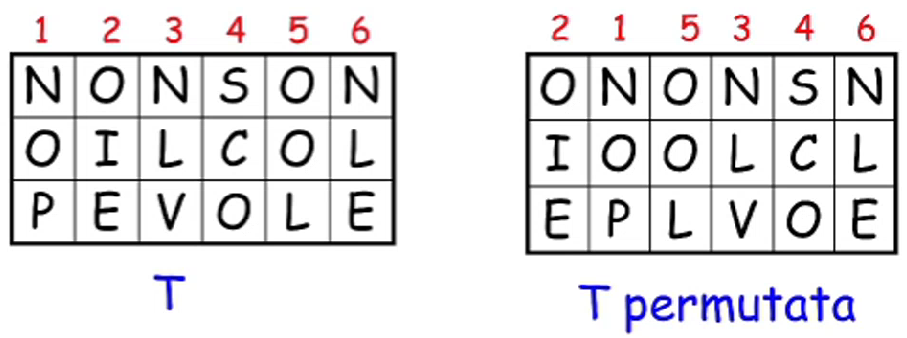 1 2 3 4 5 6
N O N S O N
O I L C O L
P E V O L E
T
2 1 5 3 4 6
O N O N S N
I O O L C L
E P L V O E
T permutata